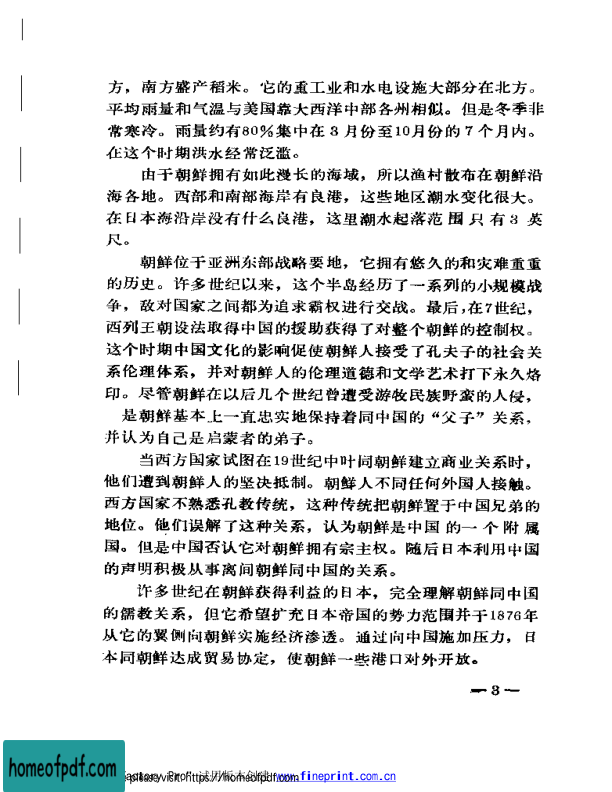 方，南方盛产稻米。它的重工业和水电设施大部分在北方。
平均雨量和气温与美国靠大西洋中部各州相似。但是冬季非
常寒冷。雨量约有80%集中在3月份至10月份的7个月内。
在这个时期洪水经常泛滥。
由于朝鲜拥有如此漫长的海域，所以渔村散布在朝鲜沿
海各地。西部和南部海岸有良港，这些地区潮水变化很大。
在日本海沿岸没有什么良港，这里潮水起落范围只有3英
尺。
朝鲜位于亚洲东部战略要地，它拥有悠久的和灾难重重
的历史。许多世纪以来，这个半岛经历了一系列的小规模战
争，敌对国家之间都为追求霸权进行交战。最后，在7世纪，
西列王朝设法取得中国的援助获得了对整个朝鲜的控制权。
这个时期中国文化的影响促使朝鲜人接受了孔夫子的社会关
系伦理体系，并对朝鲜人的伦理道德和文学艺术打下永久烙
印。尽管朝鲜在以后几个世纪曾遭受游牧民族野蛮的人侵，
是朝鲜基本上一直忠实地保持着同中国的“父子”关系，
并认为自己是启蒙者的弟子。
当西方国家试图在19世纪中叶同朝鲜建立商业关系时，
他们遭到朝鲜人的坚决抵制。朝鲜人不同任何外国人接触。
西方国家不熟悉孔教传统，这种传统把朝鲜置于中国兄弟的
地位。他们误解了这种关系，认为朝鲜是中国的一个附属
国。但是中国否认它对朝鲜拥有宗主权。随后日本利用中国
的声明积极从事离间朝鲜同中国的关系。
许多世纪在朝鲜获得利益的日本，完全理解朝鲜同中国
的儒教关系，但它希望扩充日本帝国的势力范围并于1876年
从它的翼侧向朝鲜实施经济渗透。通过向中国施加压力，日
本同朝鲜达成贸易协定，使朝鲜一些港口对外开放。
—3—
homeofpdf.com
please visit: https://homeofpdf.com
www.fineprint.com.cn